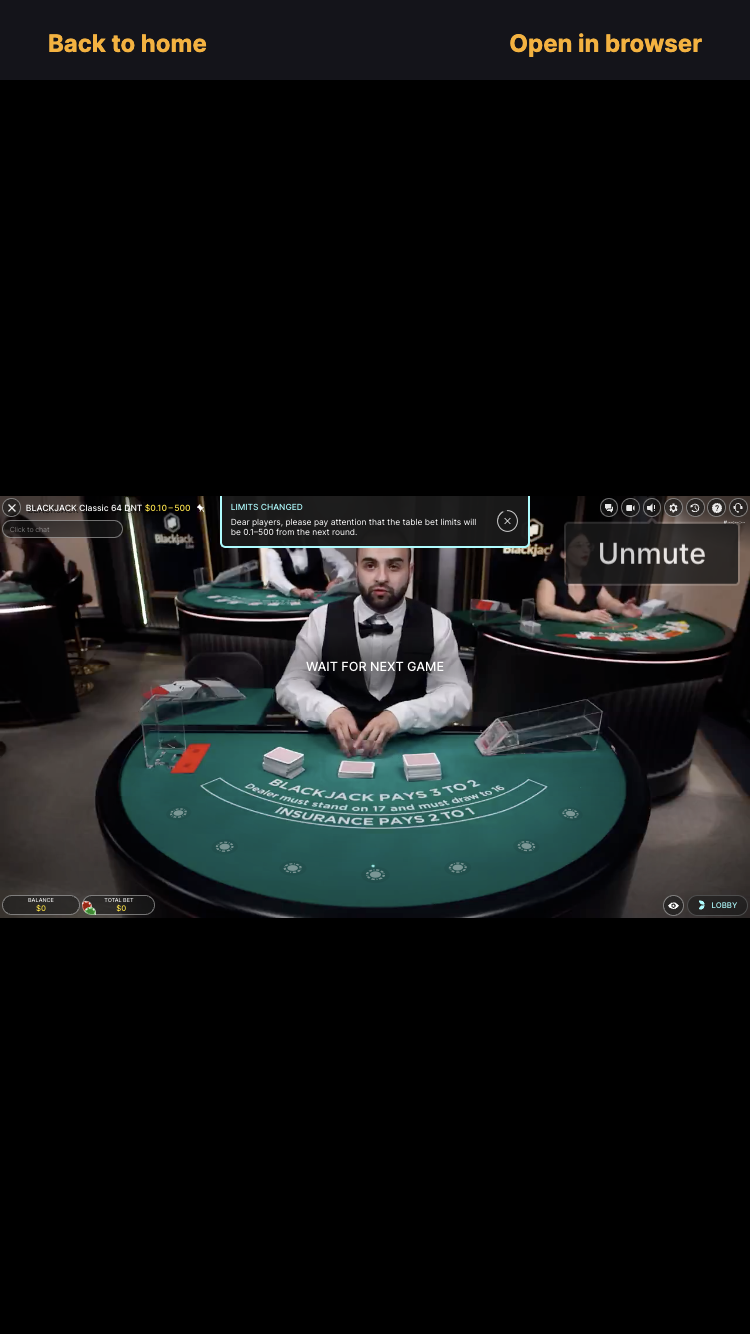 Back to home
Open in browser
BLACKJACK Classic 64 DNT $0.10–500
LIMITS CHANGED
Dear players, please pay attention that the table bet limits will
be 0.1–500 from the next round.
Click to chat
Blackjack
Blackjac
Unmute
WAIT FOR NEXT GAME
BLACKJACK PAYS 3 TO 2
Dealer must stand on 17 and must draw to 16
INSURANCE PAYS 2 TO 1
BALANCE
$0
TOTAL BET
$0
LOBBY